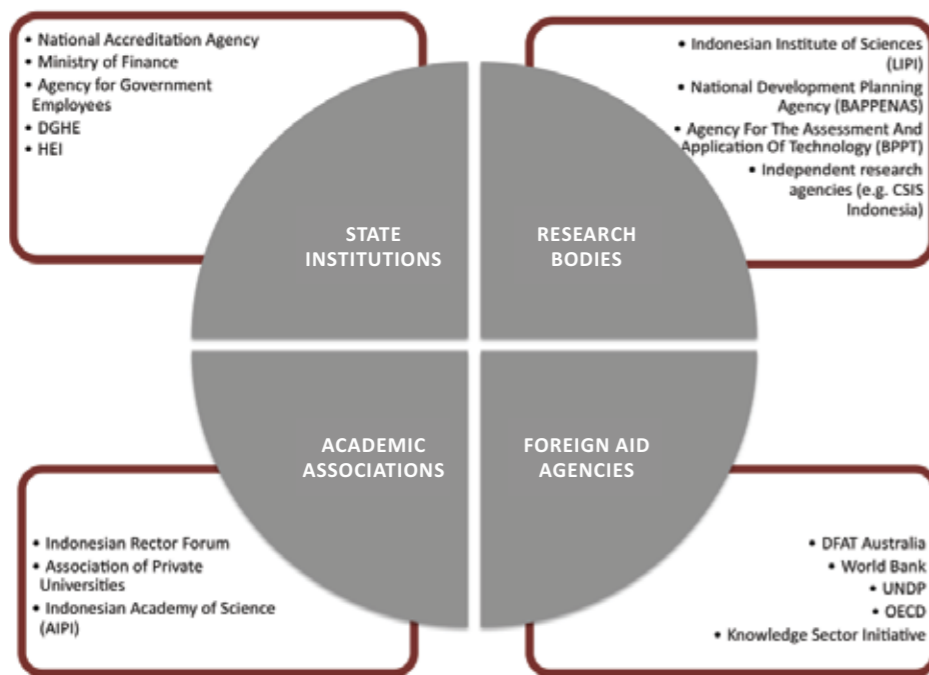 • National Accreditation Agency
• Ministry of Finance
• Agency for Government
Employees
• DGHE
• HEI
• Indonesian Institute of Sciences
(LIPI)
• National Development Planning
Agency (BAPPENAS)
• Agency For The Assessment And
Application Of Technology (BPPT)
• Independent research
agencies (e.g. CSIS
Indonesia)
STATE
INSTITUTIONS
RESEARCH
BODIES
ACADEMIC
ASSOCIATIONS
FOREIGN AID
AGENCIES
• Indonesian Rector Forum
• Association of Private
Universities
• Indonesian Academy of Science
(AIPI)
• DFAT Australia
• World Bank
• UNDP
• OECD
• Knowledge Sector Initiative